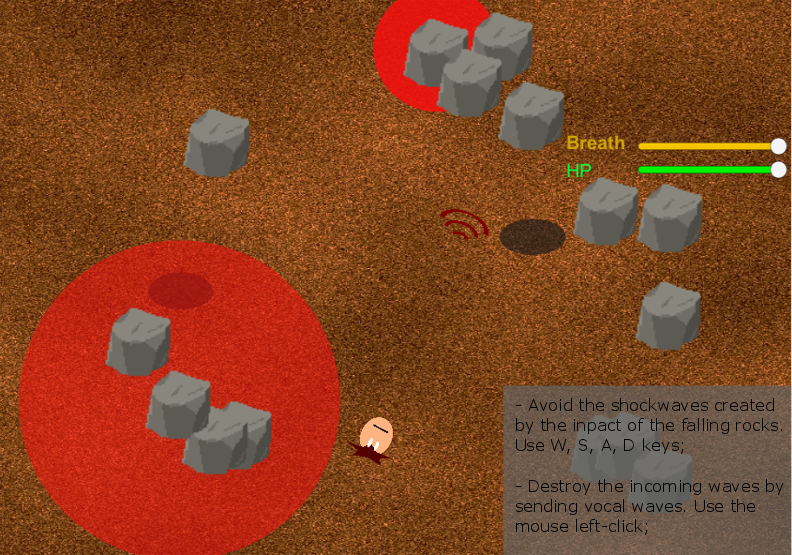 Breath
HP
- Avoid the shockwaves created
by the inpact of the falling rocks.
Use W, S, A, D keys;
- Destroy the incoming waves by
sending vocal waves. Use the
mouse left-click;